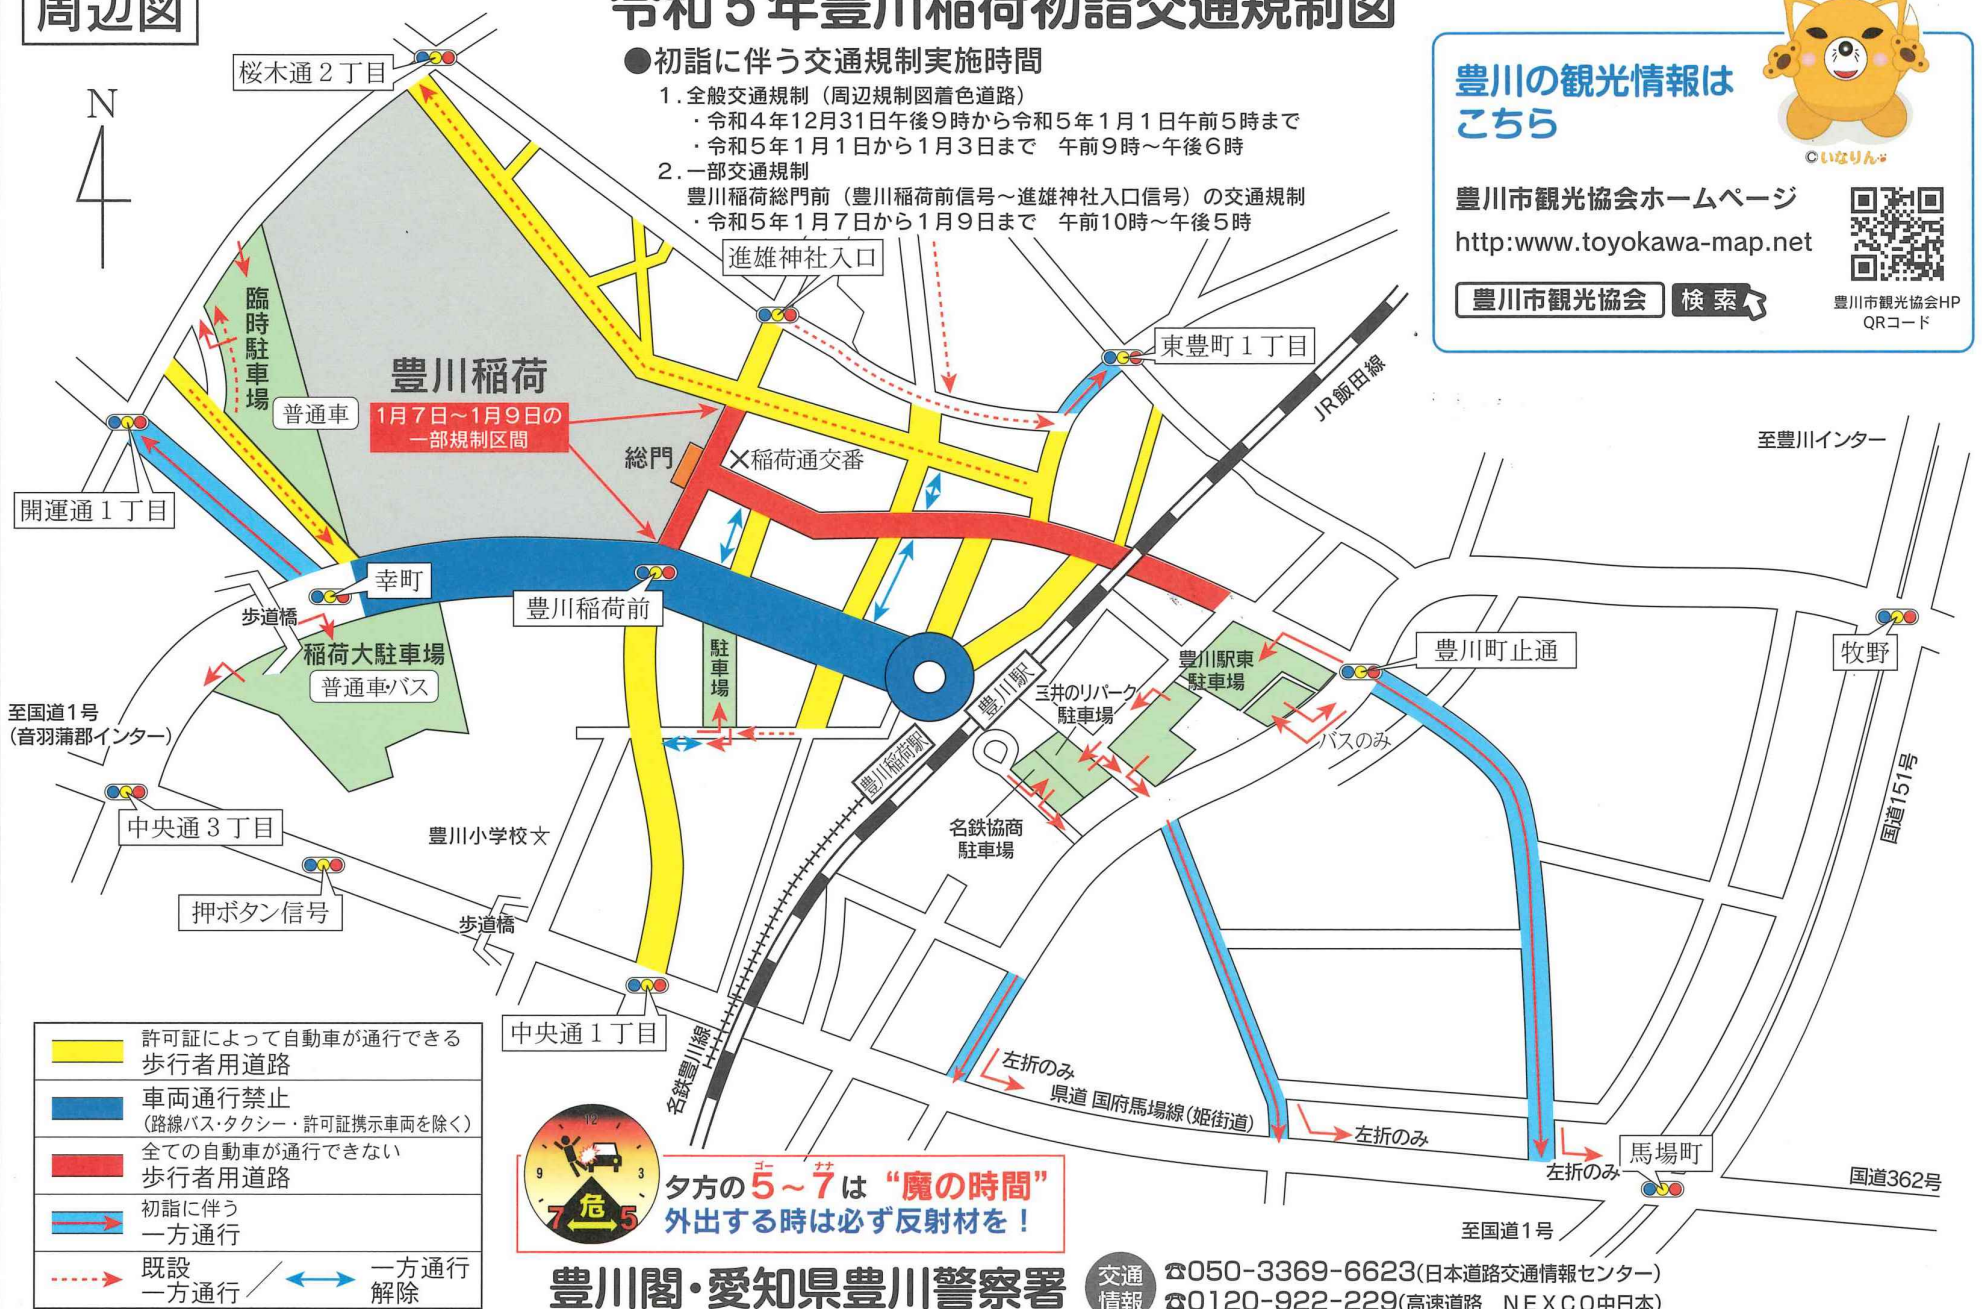 周辺図
令和５年豊川稲荷初詣交通規制図
●初詣に伴う交通規制実施時間
1．全般交通規制（周辺規制図着色道路）
・令和４年12月31日午後９時から令和５年１月１日午前５時まで
・令和５年１月１日から１月３日まで　午前９時～午後６時
2．一部交通規制
豊川稲荷総門前（豊川稲荷前信号～進雄神社入口信号）の交通規制
・令和５年１月７日から１月９日まで　午前10時～午後５時
豊川の観光情報は
こちら
©いなりん
豊川市観光協会ホームページ
http:www.toyokawa-map.net
豊川市観光協会
検索
豊川市観光協会HP
QRコード
N
桜木通２丁目
進雄神社入口
東豊町１丁目
JR飯田線
臨時駐車場
普通車
豊川稲荷
1月７日～１月９日の
一部規制区間
総門
稲荷通交番
至豊川インター
開運通１丁目
幸町
歩道橋
豊川稲荷前
稲荷大駐車場
普通車・バス
駐車場
豊川駅
豊川稲荷駅
三井のリパーク
駐車場
豊川駅東
駐車場
豊川町止通
牧野
バスのみ
至国道1号
(音羽蒲郡インター)
国道151号
中央通３丁目
豊川小学校
名鉄協商
駐車場
押ボタン信号
歩道橋
中央通１丁目
名鉄豊川線
左折のみ
県道 国府馬場線(姫街道)
左折のみ
左折のみ
馬場町
国道362号
至国道1号
許可証によって自動車が通行できる
歩行者用道路
車両通行禁止
（路線バス・タクシー・許可証携示車両を除く）
全ての自動車が通行できない
歩行者用道路
初詣に伴う
一方通行
既設
一方通行
一方通行
解除
12
9
3
危
7
5
ゴー ナナ
夕方の５～７は“魔の時間”
外出する時は必ず反射材を！
豊川閣・愛知県豊川警察署
交通
情報
☎050-3369-6623(日本道路交通情報センター)
☎0120-922-229(高速道路　ＮＥＸＣＯ中日本)